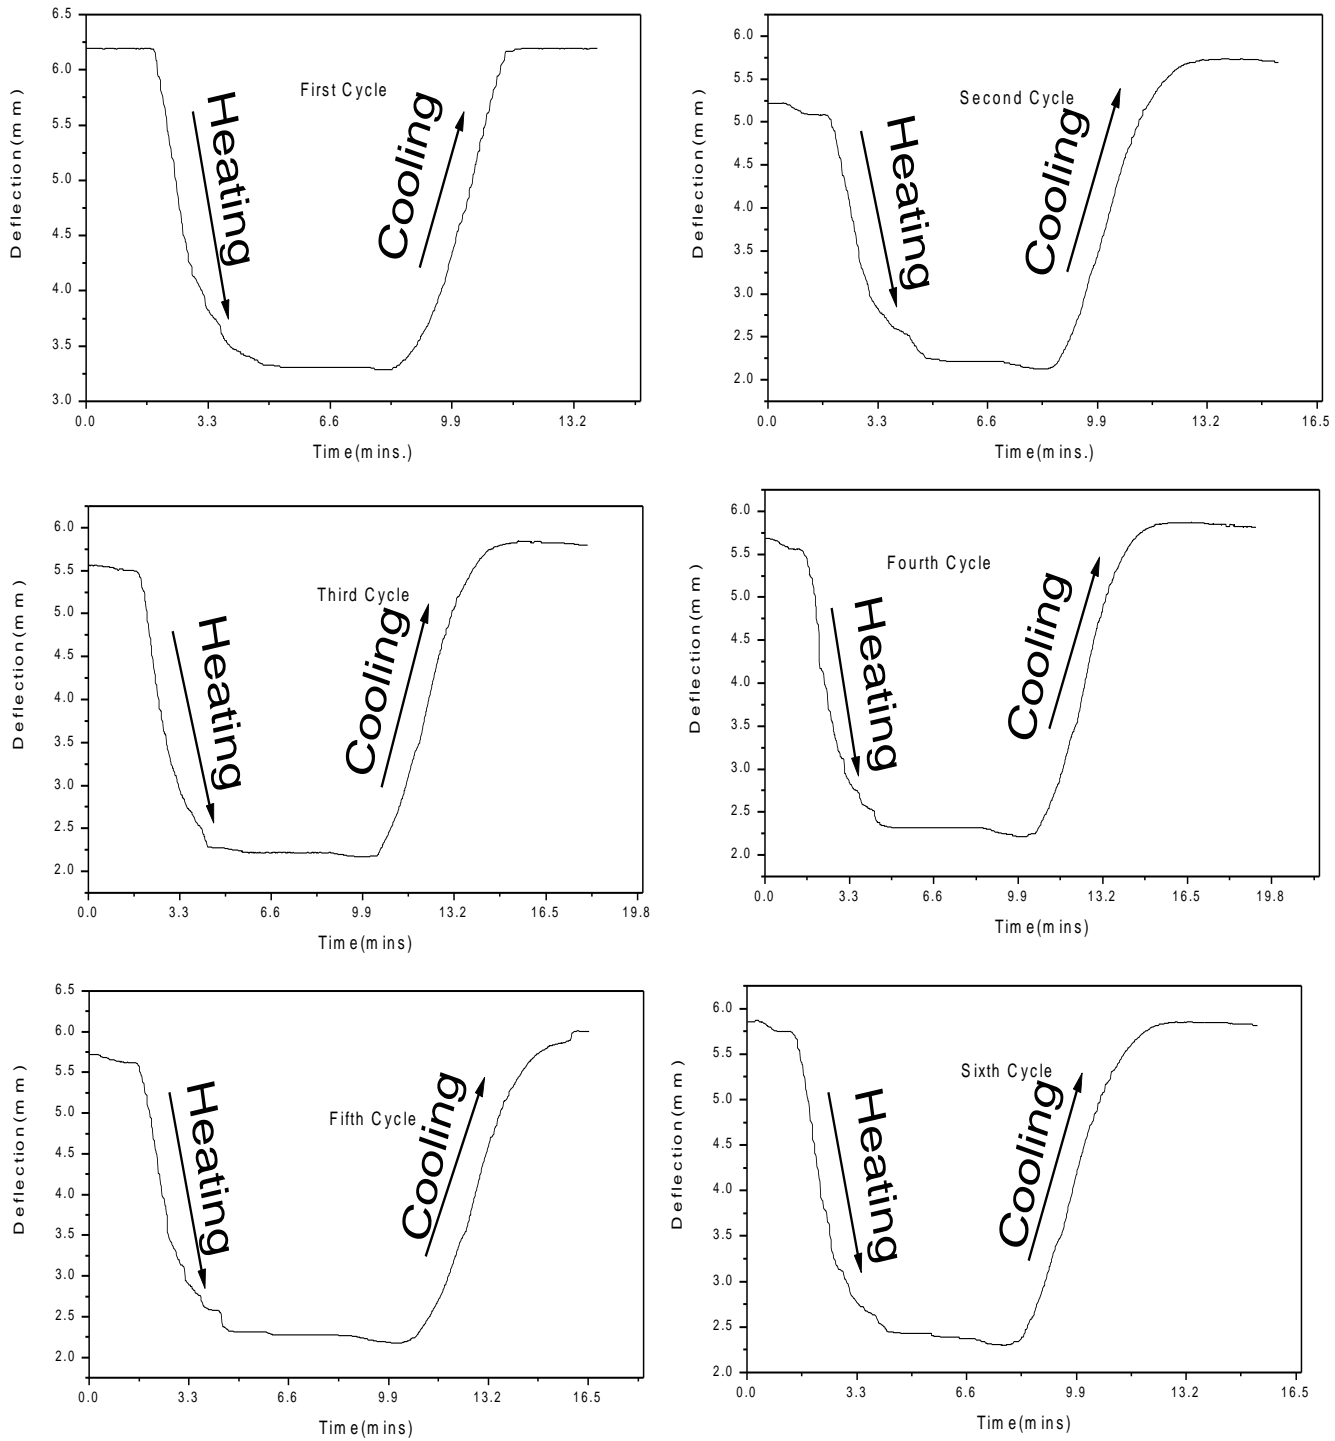 6.5
6.0
5.5
5.0
4.5
4.0
3.5
3.0
0.0 3.3 6.6 9.9 13.2
Deflection(mm)
Time(mins.)
First Cycle
Heating
Cooling
6.0
5.5
5.0
4.5
4.0
3.5
3.0
2.5
2.0
0.0 3.3 6.6 9.9 13.2 16.5
Deflection(mm)
Time(mins.)
Second Cycle
Heating
Cooling
6.0
5.5
5.0
4.5
4.0
3.5
3.0
2.5
2.0
0.0 3.3 6.6 9.9 13.2 16.5 19.8
Deflection(mm)
Time(mins)
Third Cycle
Heating
Cooling
6.0
5.5
5.0
4.5
4.0
3.5
3.0
2.5
2.0
0.0 3.3 6.6 9.9 13.2 16.5 19.8
Deflection(mm)
Time(mins)
Fourth Cycle
Heating
Cooling
6.5
6.0
5.5
5.0
4.5
4.0
3.5
3.0
2.5
2.0
0.0 3.3 6.6 9.9 13.2 16.5
Deflection(mm)
Time(mins)
Fifth Cycle
Heating
Cooling
6.0
5.5
5.0
4.5
4.0
3.5
3.0
2.5
2.0
0.0 3.3 6.6 9.9 13.2 16.5
Deflection(mm)
Time(mins)
Sixth Cycle
Heating
Cooling